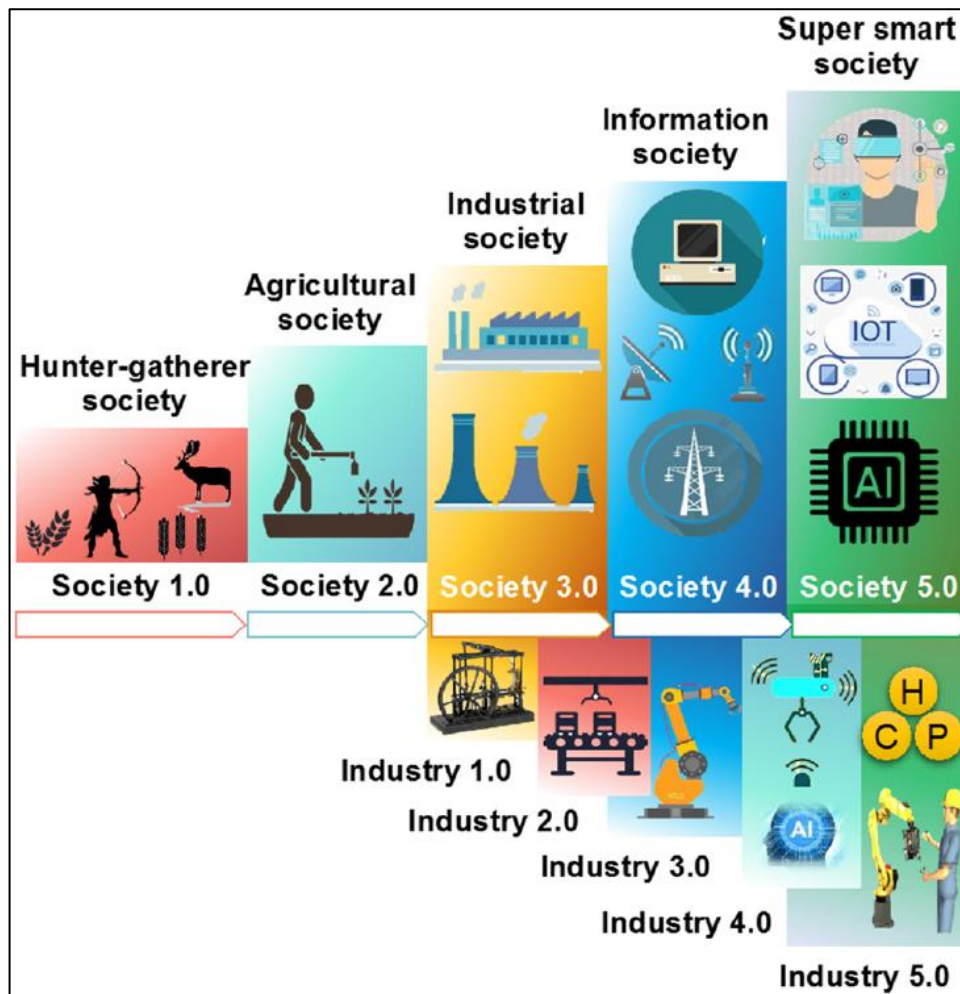 Super smart
society
Information
society
Industrial
society
Agricultural
society
Hunter-gatherer
society
IOT
AI
Society 1.0
Society 2.0
Society 3.0
Society 4.0
Society 5.0
H
C P
AI
Industry 1.0
Industry 2.0
Industry 3.0
Industry 4.0
Industry 5.0